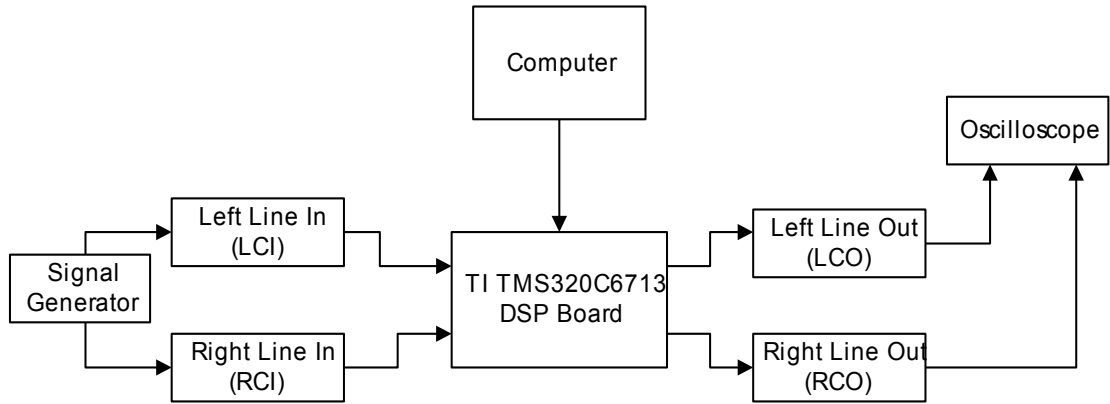 Computer
Oscilloscope
Left Line In
(LCI)
Left Line Out
(LCO)
Signal
Generator
TI TMS320C6713
DSP Board
Right Line In
(RCI)
Right Line Out
(RCO)